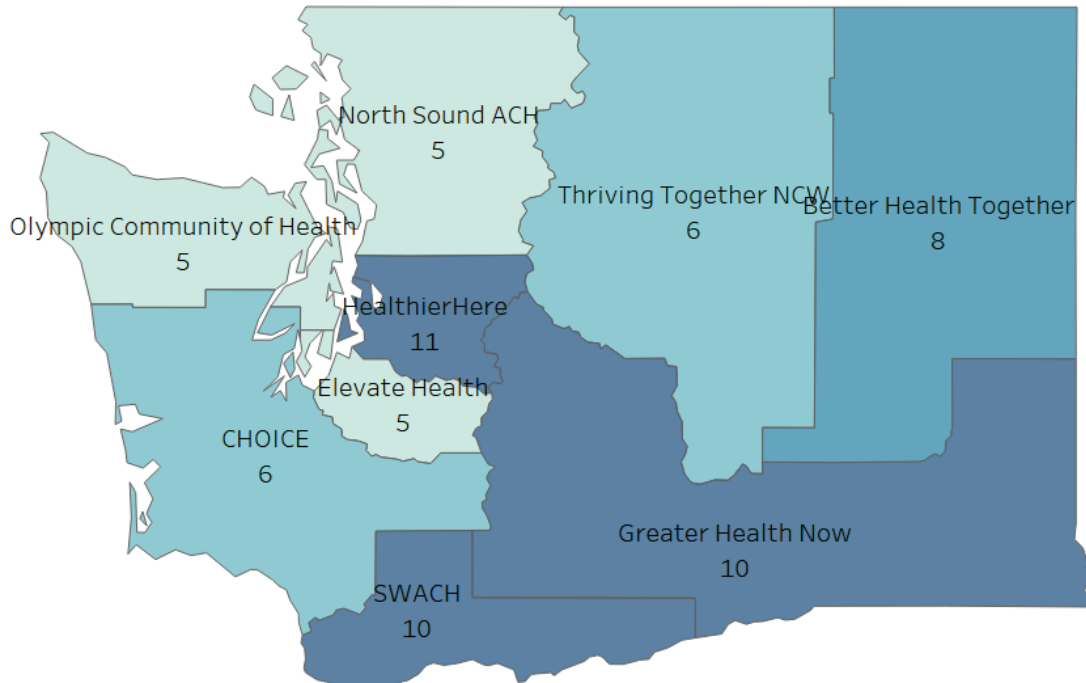 North Sound ACH
5
Thriving Together NCW
6
Better Health Together
8
Olympic Community of Health
5
HealthierHere
11
Elevate Health
5
CHOICE
6
Greater Health Now
10
SWACH
10